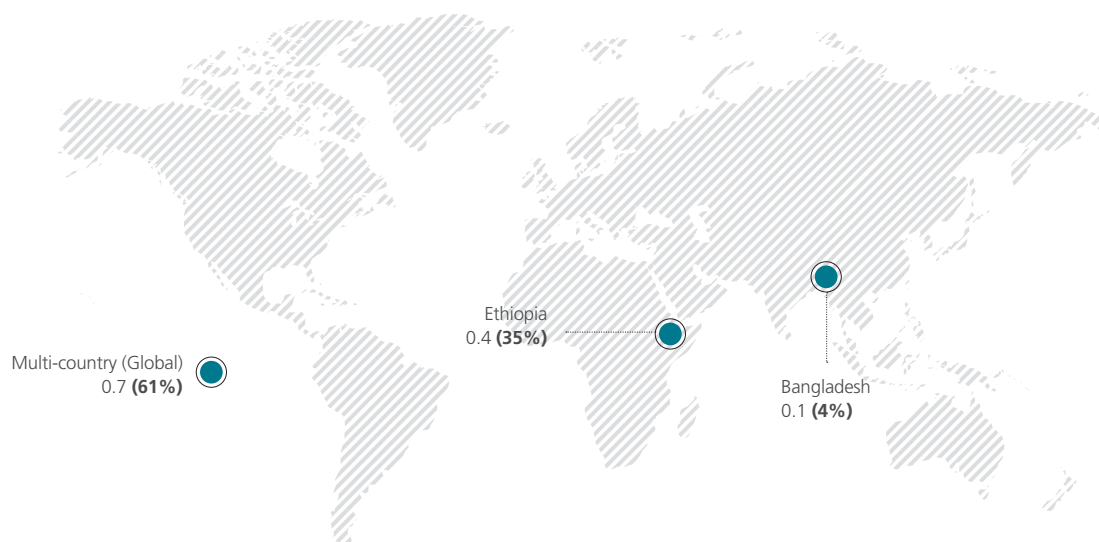 Ethiopia
0.4 (35%)
Multi-country (Global)
0.7 (61%)
Bangladesh
0.1 (4%)